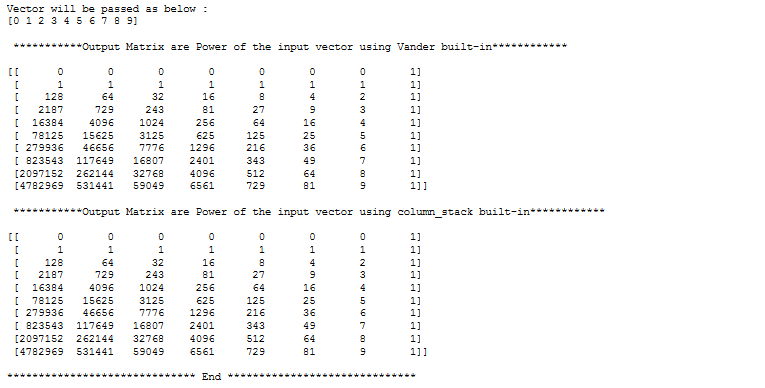 Vector will be passed as below :
[0 1 2 3 4 5 6 7 8 9]
***********Output Matrix are Power of the input vector using Vander built-in************
[[      0       0       0       0       0       0       0       1]
[      1       1       1       1       1       1       1       1]
[    128      64      32      16       8       4       2       1]
[   2187     729     243      81      27       9       3       1]
[  16384    4096    1024     256      64      16       4       1]
[  78125   15625    3125     625     125      25       5       1]
[ 279936   46656    7776    1296     216      36       6       1]
[ 823543  117649   16807    2401     343      49       7       1]
[2097152  262144   32768    4096     512      64       8       1]
[4782969  531441   59049    6561     729      81       9       1]]
***********Output Matrix are Power of the input vector using column_stack built-in************
[[      0       0       0       0       0       0       0       1]
[      1       1       1       1       1       1       1       1]
[    128      64      32      16       8       4       2       1]
[   2187     729     243      81      27       9       3       1]
[  16384    4096    1024     256      64      16       4       1]
[  78125   15625    3125     625     125      25       5       1]
[ 279936   46656    7776    1296     216      36       6       1]
[ 823543  117649   16807    2401     343      49       7       1]
[2097152  262144   32768    4096     512      64       8       1]
[4782969  531441   59049    6561     729      81       9       1]]
****************************** End ******************************